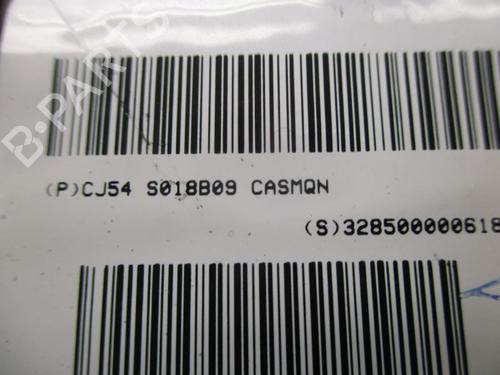 B-PARTS
(P)CJ54 S018B09 CASMQN
(S)328500000618